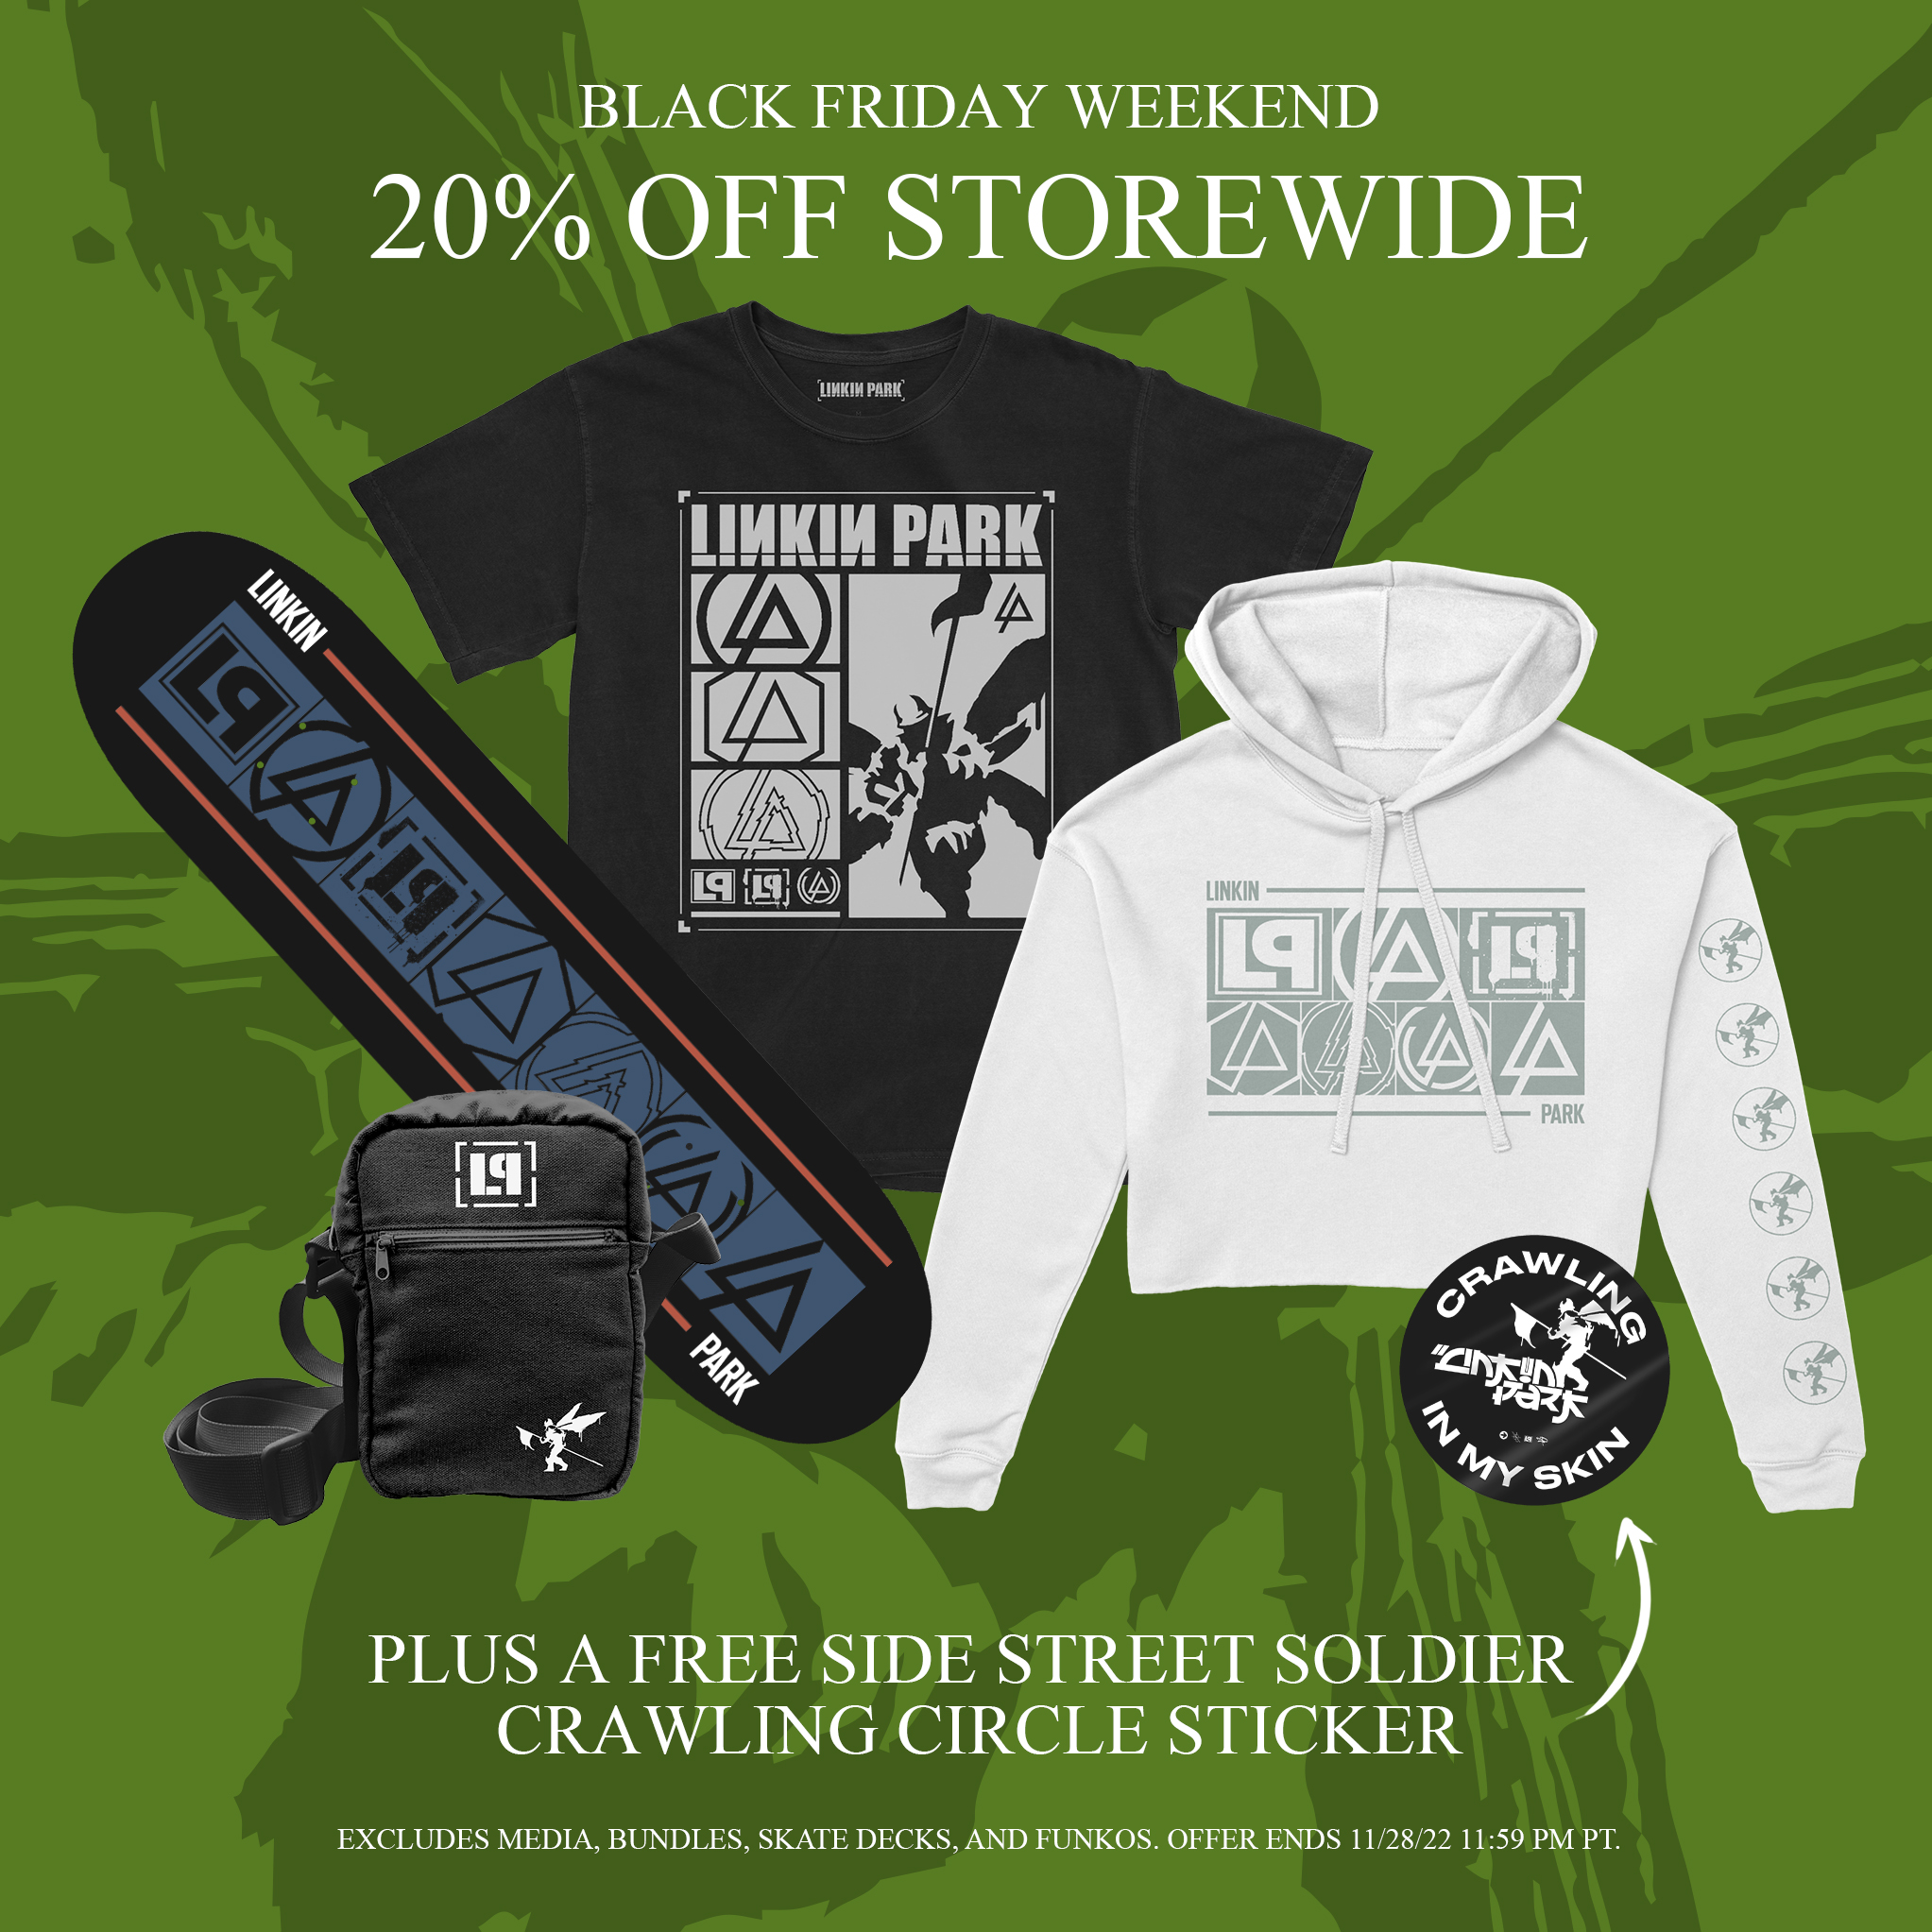 BLACK FRIDAY WEEKEND
20% OFF STOREWIDE
LINKIN PARK
LINKIN PARK
LINKIN
PARK
LINKIN
PARK
CRAWLING
LINKIN
PARK
IN MY SKIN
PLUS A FREE SIDE STREET SOLDIER
CRAWLING CIRCLE STICKER
EXCLUDES MEDIA, BUNDLES, SKATE DECKS, AND FUNKOS. OFFER ENDS 11/28/22 11:59 PM PT.